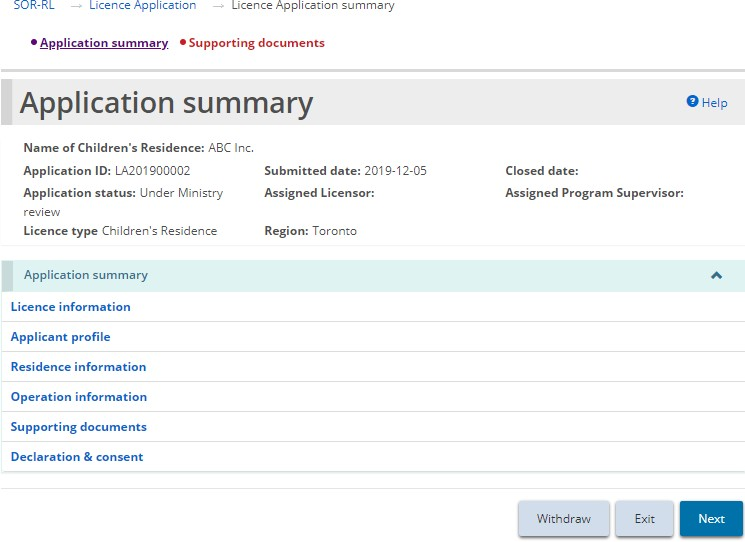 SOR-RL → Licence Application → Licence Application summary
• Application summary • Supporting documents
Application summary
Help
Name of Children's Residence: ABC Inc.
Application ID: LA201900002 Submitted date: 2019-12-05 Closed date:
Application status: Under Ministry Assigned Licensor: Assigned Program Supervisor:
review
Licence type Children's Residence Region: Toronto
Application summary
Licence information
Applicant profile
Residence information
Operation information
Supporting documents
Declaration & consent
Withdraw Exit Next